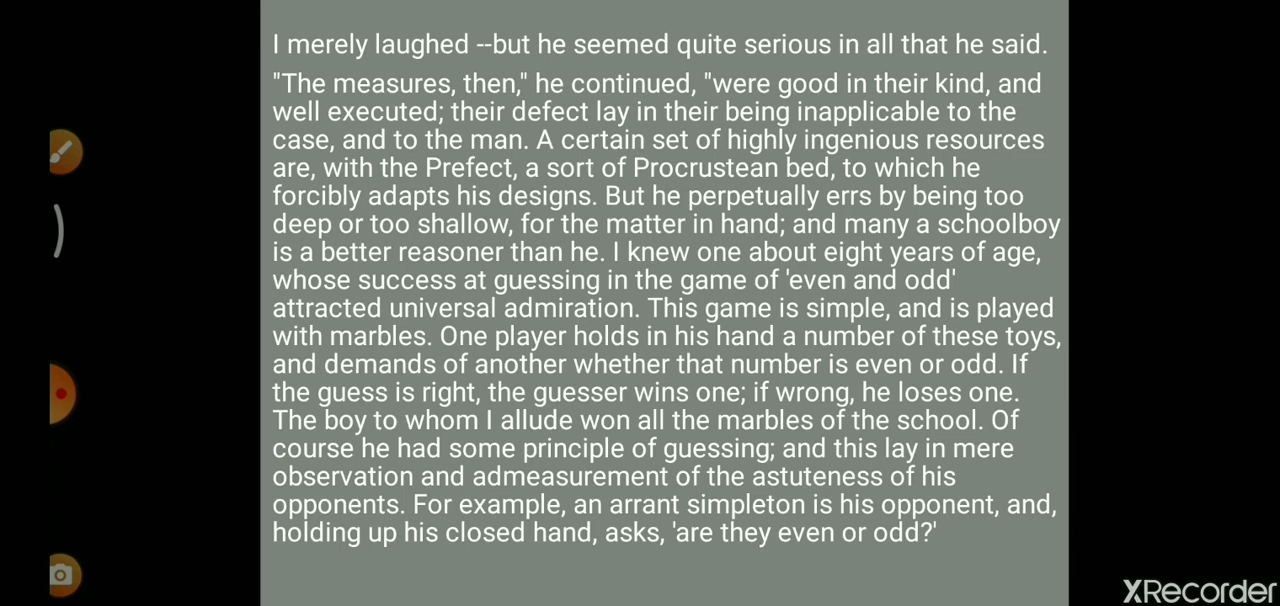 I merely laughed --but he seemed quite serious in all that he said.
"The measures, then," he continued, "were good in their kind, and
well executed; their defect lay in their being inapplicable to the
case, and to the man. A certain set of highly ingenious resources
are, with the Prefect, a sort of Procrustean bed, to which he
forcibly adapts his designs. But he perpetually errs by being too
deep or too shallow, for the matter in hand; and many a schoolboy
is a better reasoner than he. I knew one about eight years of age,
whose success at guessing in the game of 'even and odd'
attracted universal admiration. This game is simple, and is played
with marbles. One player holds in his hand a number of these toys,
and demands of another whether that number is even or odd. If
the guess is right, the guesser wins one; if wrong, he loses one.
The boy to whom I allude won all the marbles of the school. Of
course he had some principle of guessing; and this lay in mere
observation and admeasurement of the astuteness of his
opponents. For example, an arrant simpleton is his opponent, and,
holding up his closed hand, asks, 'are they even or odd?'
XRecorder